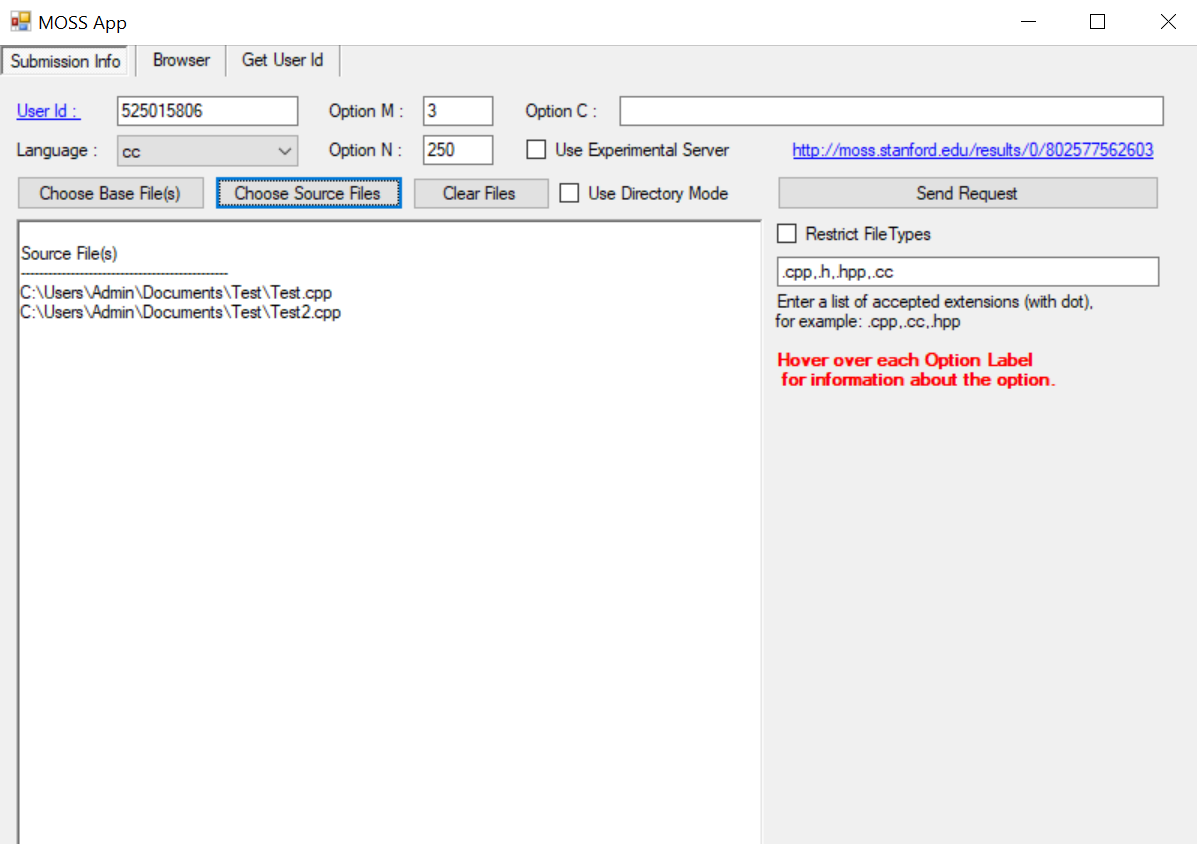 MOSS App
Submission Info Browser Get User Id
User Id : 525015806 Option M : 3 Option C :
Language : cc Option N : 250 Use Experimental Server http://moss.stanford.edu/results/0/802577562603
Choose Base File(s) Choose Source Files Clear Files Use Directory Mode Send Request
Restrict FileTypes
Source File(s)
----------------------------------------------
.cpp,.h,.hpp,.cc
C:\Users\Admin\Documents\Test\Test.cpp
C:\Users\Admin\Documents\Test\Test2.cpp
Enter a list of accepted extensions (with dot),
for example: .cpp,.cc,.hpp
Hover over each Option Label
for information about the option.